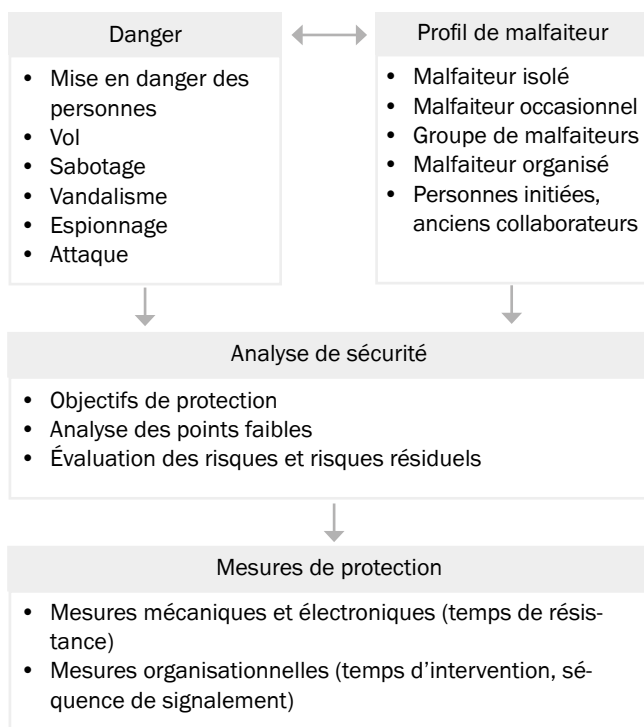 Danger
• Mise en danger des
personnes
• Vol
• Sabotage
• Vandalisme
• Espionnage
• Attaque
Profil de malfaiteur
• Malfaiteur isolé
• Malfaiteur occasionnel
• Groupe de malfaiteurs
• Malfaiteur organisé
• Personnes initiées,
anciens collaborateurs
Analyse de sécurité
• Objectifs de protection
• Analyse des points faibles
• Évaluation des risques et risques résiduels
Mesures de protection
• Mesures mécaniques et électroniques (temps de résis-
tance)
• Mesures organisationnelles (temps d’intervention, sé-
quence de signalement)